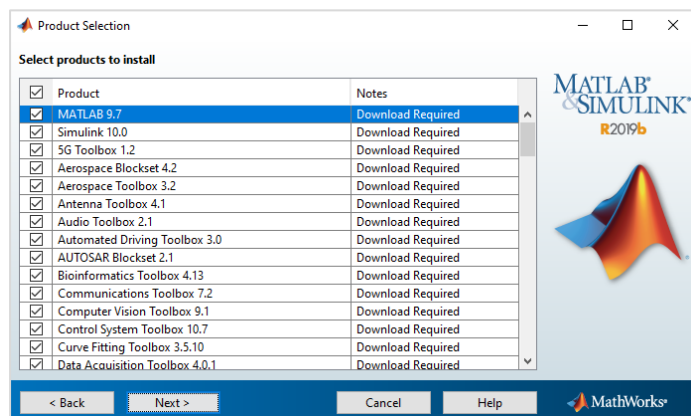 Product Selection
Select products to install
Product Notes
MATLAB 9.7 Download Required
Simulink 10.0 Download Required
5G Toolbox 1.2 Download Required
Aerospace Blockset 4.2 Download Required
Aerospace Toolbox 3.2 Download Required
Antenna Toolbox 4.1 Download Required
Audio Toolbox 2.1 Download Required
Automated Driving Toolbox 3.0 Download Required
AUTOSAR Blockset 2.1 Download Required
Bioinformatics Toolbox 4.13 Download Required
Communications Toolbox 7.2 Download Required
Computer Vision Toolbox 9.1 Download Required
Control System Toolbox 10.7 Download Required
Curve Fitting Toolbox 3.5.10 Download Required
Data Acquisition Toolbox 4.0.1 Download Required
MATLAB®
&SIMULINK®
R2019b
< Back Next > Cancel Help MathWorks®